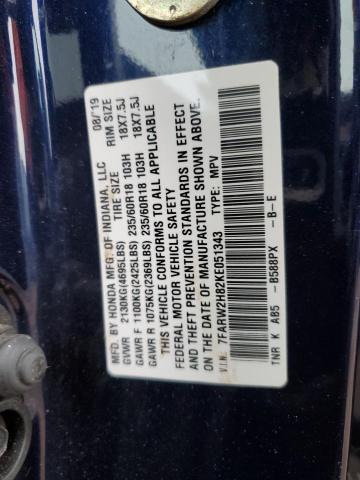 MFD. BY HONDA MFG. OF INDIANA, LLC 08/19
GVWR 2130KG(4695LBS) TIRE SIZE RIM SIZE
GAWR F 1100KG(2425LBS) 235/60R18 103H 18X7.5J
GAWR R 1075KG(2369LBS) 235/60R18 103H 18X7.5J
THIS VEHICLE CONFORMS TO ALL APPLICABLE
FEDERAL MOTOR VEHICLE SAFETY
AND THEFT PREVENTION STANDARDS IN EFFECT
ON THE DATE OF MANUFACTURE SHOWN ABOVE.
V.I.N. 7FARW2H82KE051343 TYPE: MPV
TNR K AB5 -B588PX -B-E